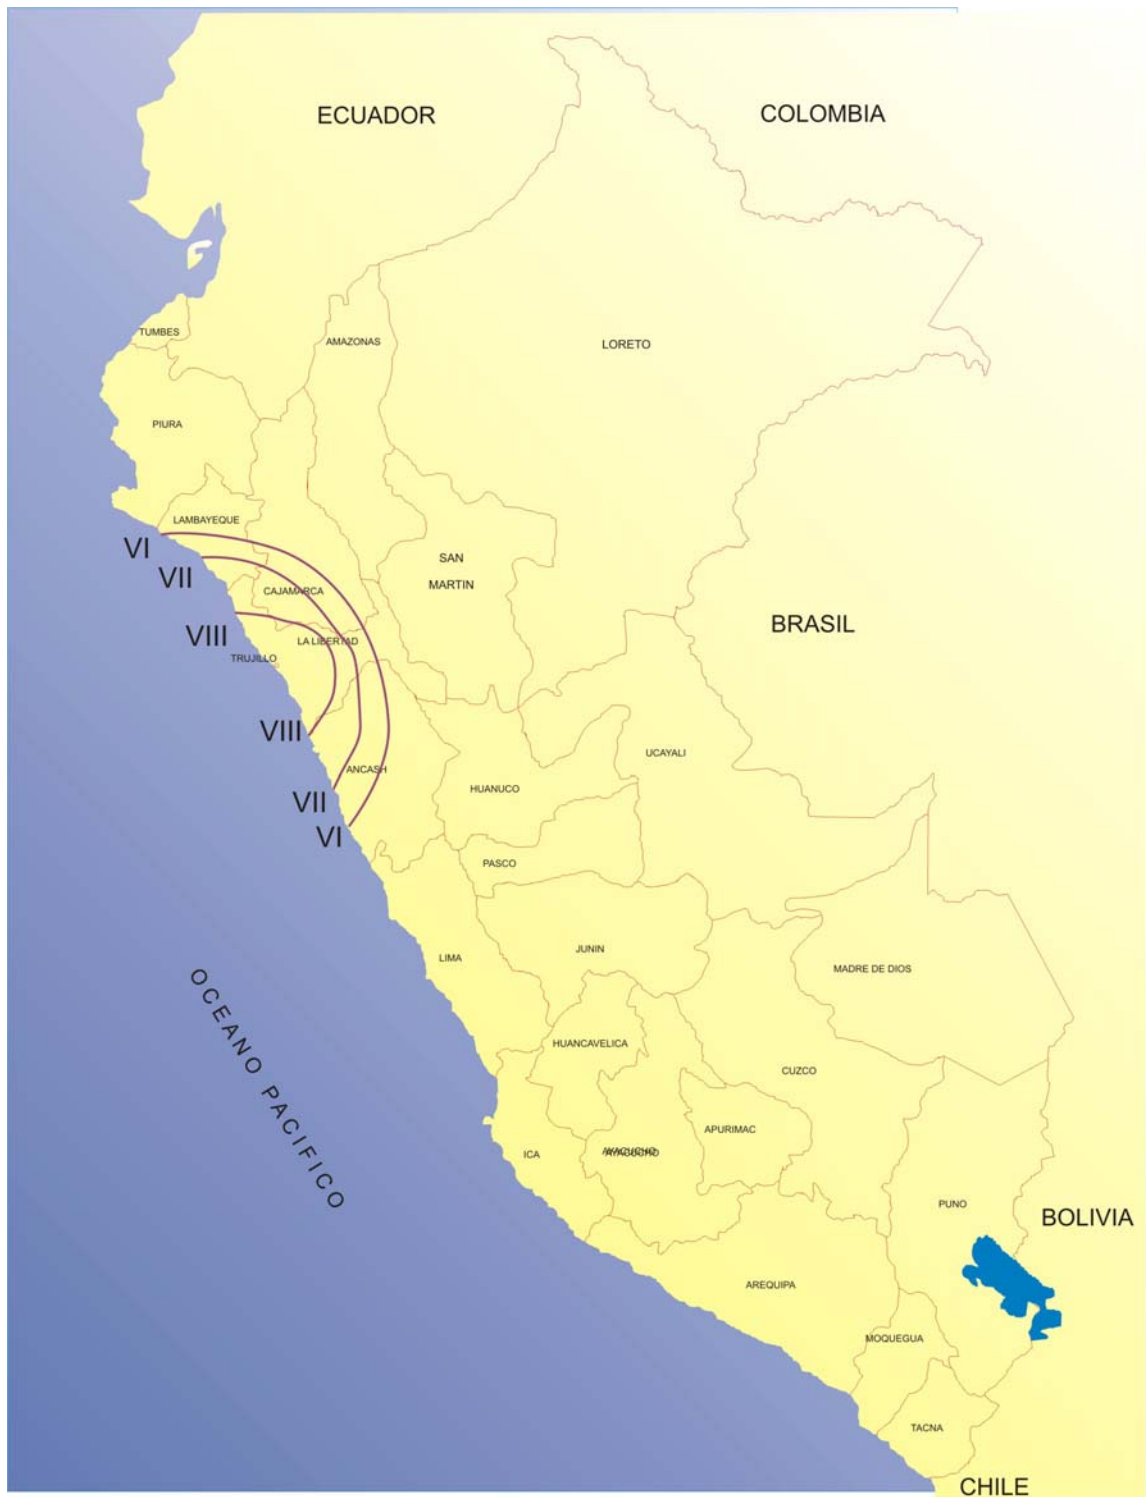 ECUADOR
COLOMBIA
TUMBES
AMAZONAS
LORETO
PIURA
LAMBAYEQUE
VI
VII
SAN
MARTIN
CAJAMARCA
BRASIL
VIII
LA LIBERTAD
TRUJILLO
VIII
UCAYALI
ANCASH
HUANUCO
VII
VI
PASCO
JUNIN
LIMA
MADRE DE DIOS
OCEANO PACIFICO
HUANCAVELICA
CUZCO
APURIMAC
ICA
AYACUCHO
AYACUCHO
PUNO
BOLIVIA
AREQUIPA
MOQUEGUA
TACNA
CHILE